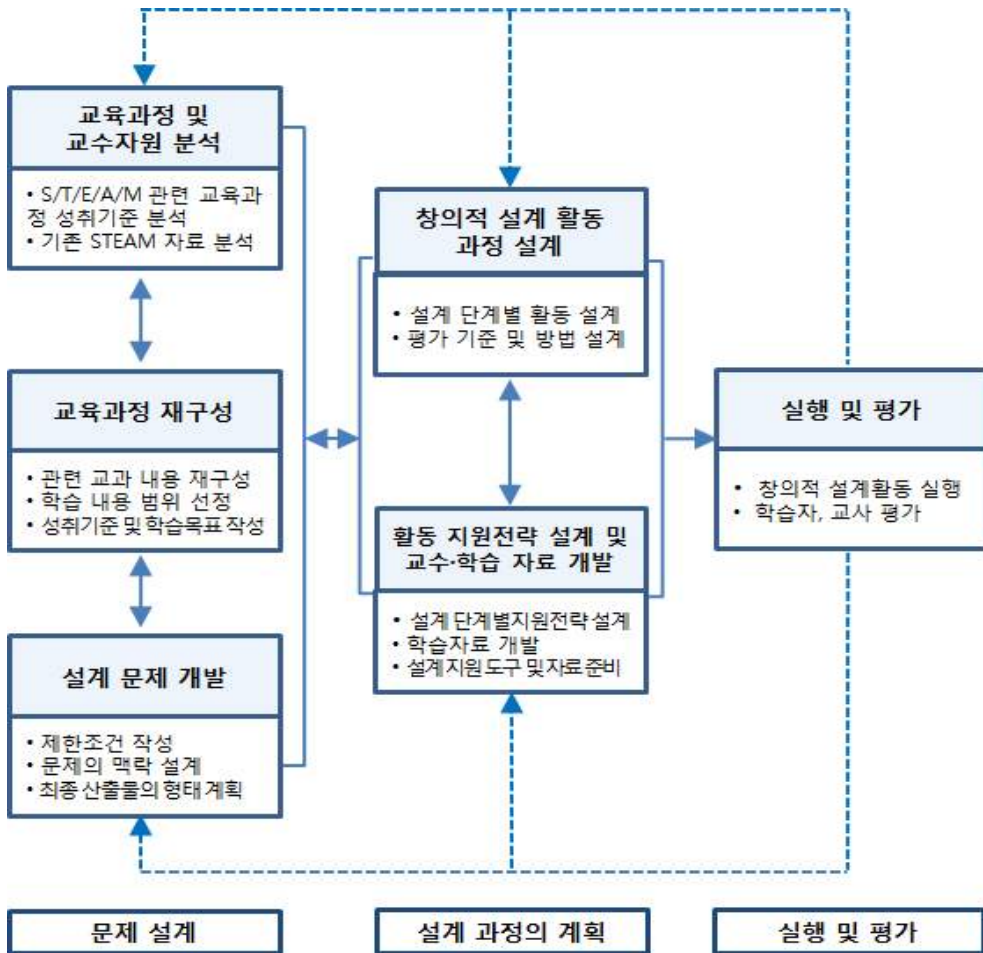 교육과정 및
교수자원 분석
• S/T/E/A/M 관련 교육과
정 성취기준 분석
• 기존 STEAM 자료 분석
교육과정 재구성
• 관련 교과 내용 재구성
• 학습 내용 범위 선정
• 성취기준 및 학습목표 작성
설계 문제 개발
• 제한조건 작성
• 문제의 맥락 설계
• 최종 산출물의 형태 계획
창의적 설계 활동
과정 설계
• 설계 단계별 활동 설계
• 평가 기준 및 방법 설계
활동 지원전략 설계 및
교수·학습 자료 개발
• 설계 단계별 지원전략 설계
• 학습자료 개발
• 설계지원 도구 및 자료 준비
실행 및 평가
• 창의적 설계활동 실행
• 학습자, 교사 평가
문제 설계
설계 과정의 계획
실행 및 평가